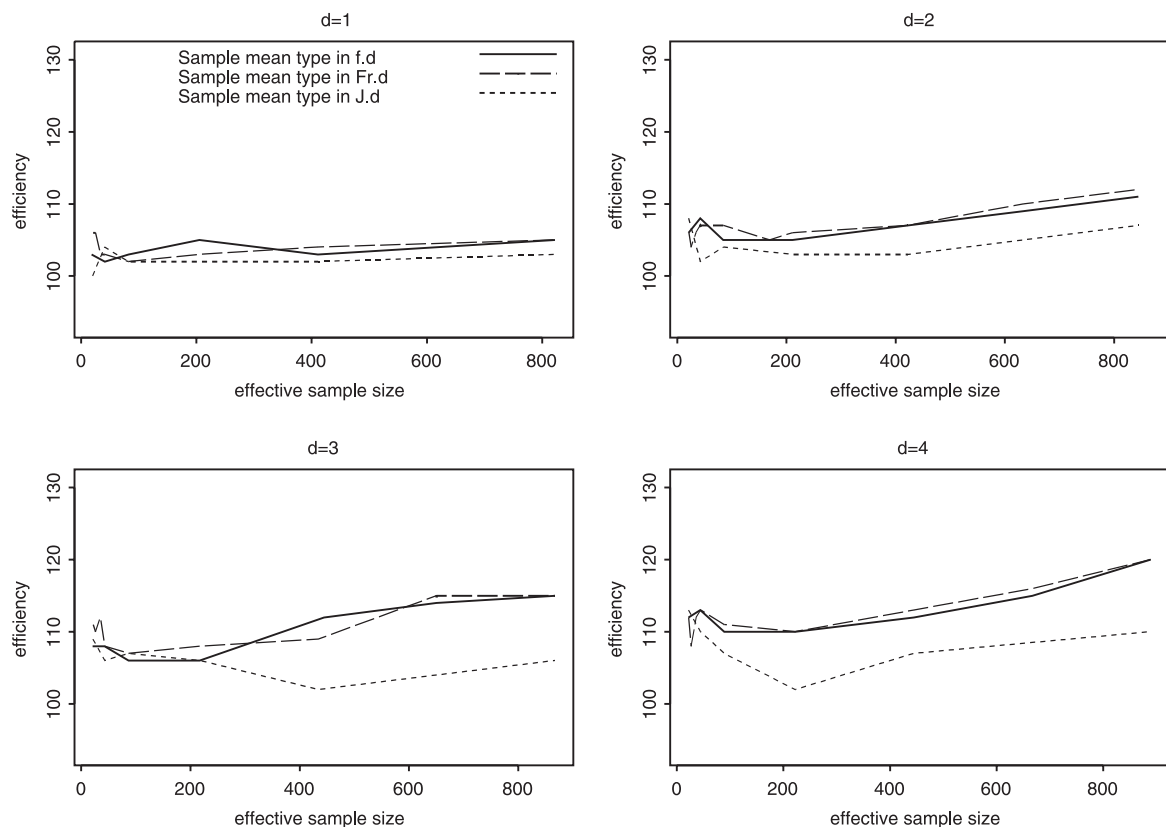 d=1
Sample mean type in f.d
Sample mean type in Fr.d
Sample mean type in J.d
efficiency
130
120
110
100
0 200 400 600 800
effective sample size
d=2
efficiency
130
120
110
100
0 200 400 600 800
effective sample size
d=3
efficiency
130
120
110
100
0 200 400 600 800
effective sample size
d=4
efficiency
130
120
110
100
0 200 400 600 800
effective sample size